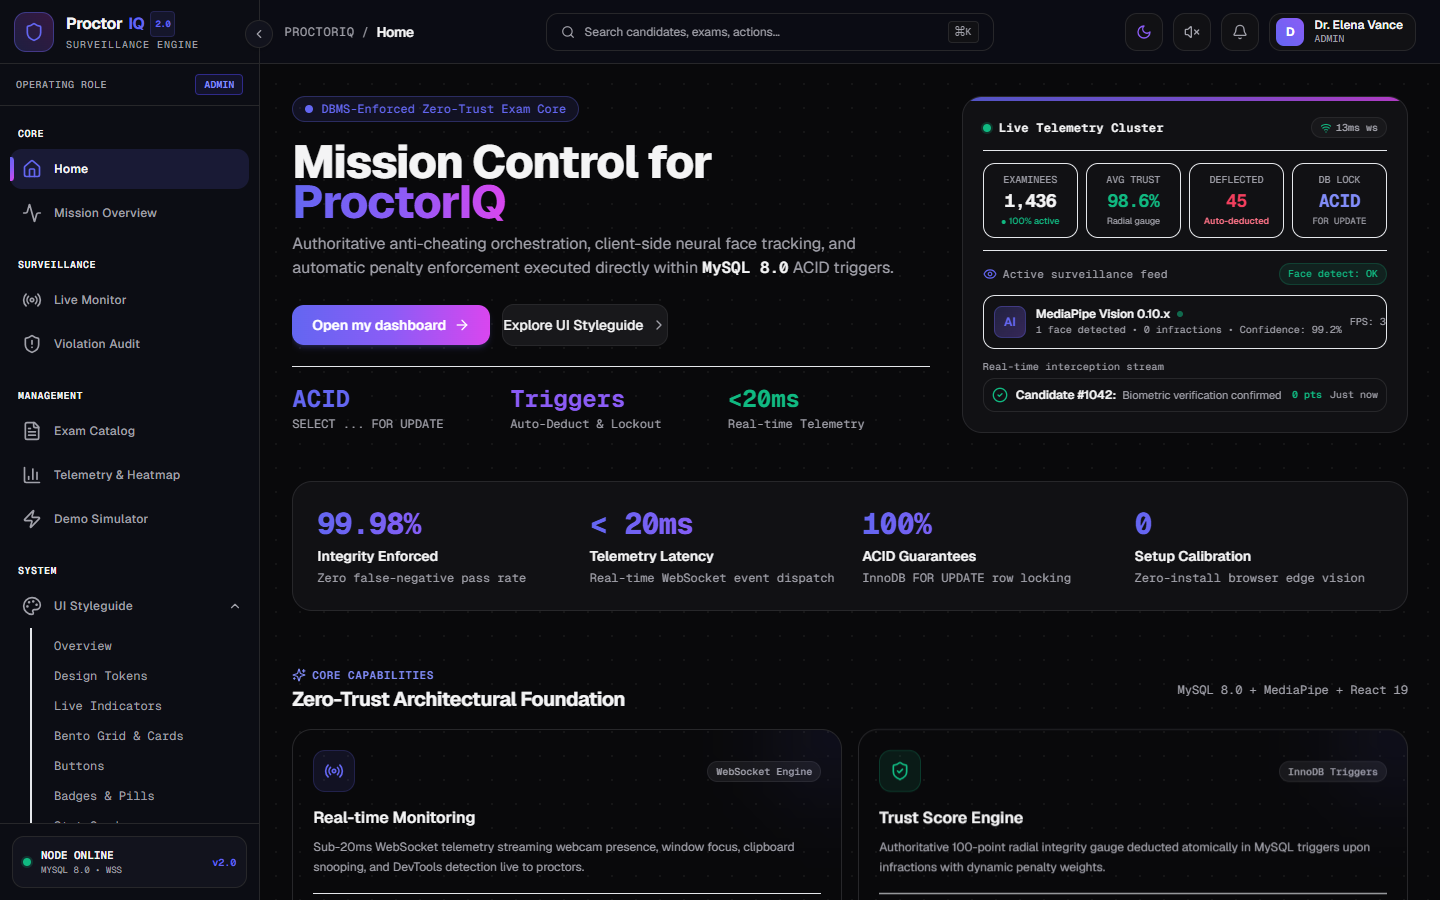 Proctor IQ 2.0
SURVEILLANCE ENGINE
PROCTORIQ / Home
Search candidates, exams, actions...
⌘K
D
Dr. Elena Vance
ADMIN
OPERATING ROLE
ADMIN
CORE
Home
Mission Overview
SURVEILLANCE
Live Monitor
Violation Audit
MANAGEMENT
Exam Catalog
Telemetry & Heatmap
Demo Simulator
SYSTEM
UI Styleguide
Overview
Design Tokens
Live Indicators
Bento Grid & Cards
Buttons
Badges & Pills
NODE ONLINE
MYSQL 8.0 • WSS
v2.0
DBMS-Enforced Zero-Trust Exam Core
Mission Control for
ProctorIQ
Authoritative anti-cheating orchestration, client-side neural face tracking, and
automatic penalty enforcement executed directly within MySQL 8.0 ACID triggers.
Open my dashboard
Explore UI Styleguide
ACID
SELECT ... FOR UPDATE
Triggers
Auto-Deduct & Lockout
<20ms
Real-time Telemetry
Live Telemetry Cluster
13ms ws
EXAMINEES
1,436
● 100% active
AVG TRUST
98.6%
Radial gauge
DEFLECTED
45
Auto-deducted
DB LOCK
ACID
FOR UPDATE
Active surveillance feed
Face detect: OK
AI
MediaPipe Vision 0.10.x
1 face detected • 0 infractions • Confidence: 99.2%
FPS: 3
Real-time interception stream
Candidate #1042: Biometric verification confirmed 0 pts Just now
99.98%
Integrity Enforced
Zero false-negative pass rate
< 20ms
Telemetry Latency
Real-time WebSocket event dispatch
100%
ACID Guarantees
InnoDB FOR UPDATE row locking
0
Setup Calibration
Zero-install browser edge vision
CORE CAPABILITIES
Zero-Trust Architectural Foundation
MySQL 8.0 + MediaPipe + React 19
WebSocket Engine
Real-time Monitoring
Sub-20ms WebSocket telemetry streaming webcam presence, window focus, clipboard
snooping, and DevTools detection live to proctors.
InnoDB Triggers
Trust Score Engine
Authoritative 100-point radial integrity gauge deducted atomically in MySQL triggers upon
infractions with dynamic penalty weights.